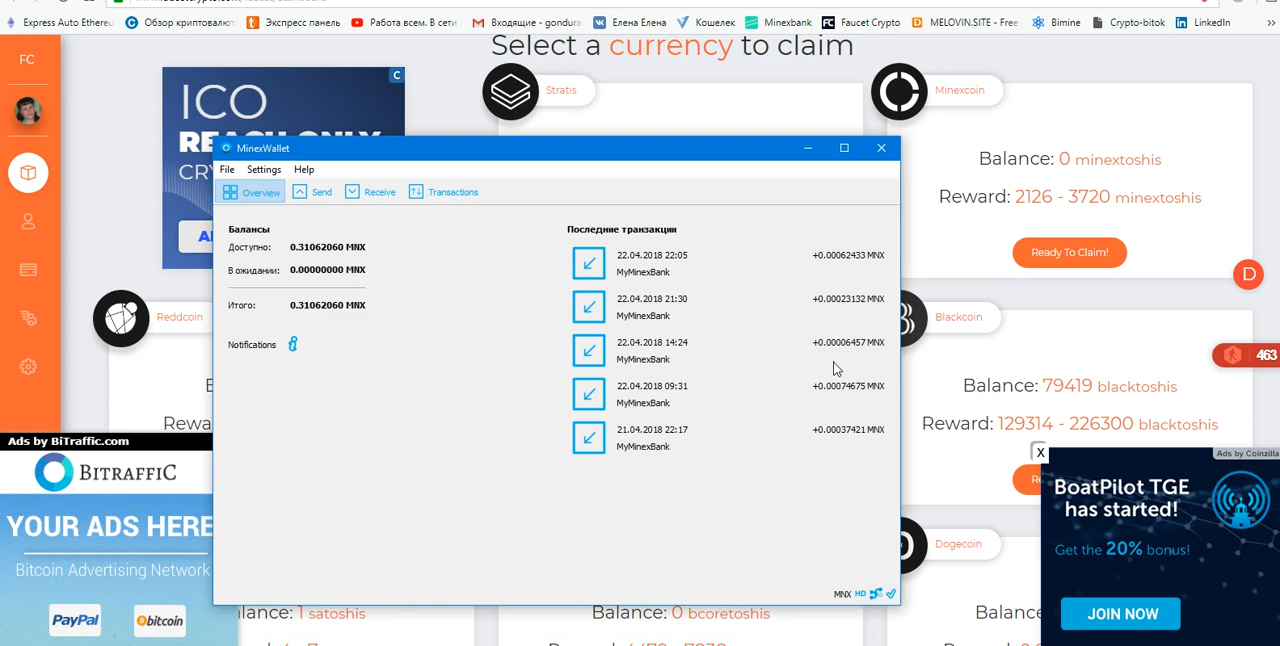 Express Auto Ethereu
Обзор криптовалют
Экспресс панель
Работа всем. В сети
Входящие - gondura
Елена Елена
Кошелек
Minexbank
Faucet Crypto
MELOVIN.SITE - Free
Bimine
Crypto-bitok
LinkedIn
»
FC
Select a currency to claim
ICO
REACH ONLY
C
Stratis
Minexcoin
Balance: 0 minextoshis
Reward: 2126 - 3720 minextoshis
Ready To Claim!
D
MinexWallet
File Settings Help
Overview Send Receive Transactions
Балансы
Доступно: 0.31062060 MNX
В ожидании: 0.00000000 MNX
Итого: 0.31062060 MNX
Notifications
Последние транзакции
22.04.2018 22:05 +0.00062433 MNX
MyMinexBank
22.04.2018 21:30 +0.00023132 MNX
MyMinexBank
22.04.2018 14:24 +0.00006457 MNX
MyMinexBank
22.04.2018 09:31 +0.00074675 MNX
MyMinexBank
21.04.2018 22:17 +0.00037421 MNX
MyMinexBank
MNX HD
Reddcoin
Rewa
Blackcoin
463
Balance: 79419 blacktoshis
Reward: 129314 - 226300 blacktoshis
Ads by BiTraffic.com
BITRAFFIC
YOUR ADS HERE
Bitcoin Advertising Network
PayPal
bitcoin
X
Ads by Coinzilla
BoatPilot TGE
has started!
Get the 20% bonus!
JOIN NOW
Dogecoin
lance: 1 satoshis
Balance: 0 bcoretoshis
Balan